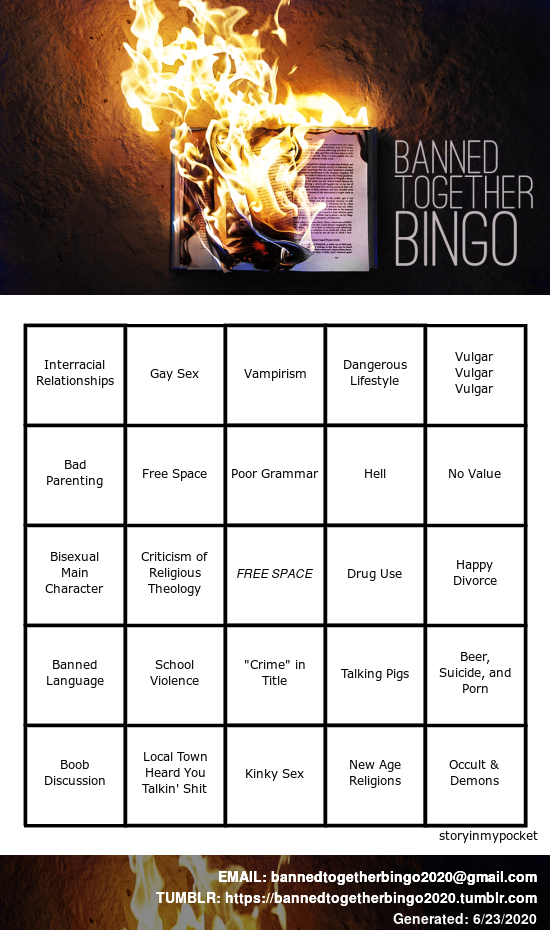 BANNED
TOGETHER
BINGO
Interracial
Relationships
Gay Sex
Vampirism
Dangerous
Lifestyle
Vulgar
Vulgar
Vulgar
Bad
Parenting
Free Space
Poor Grammar
Hell
No Value
Bisexual
Main
Character
Criticism of
Religious
Theology
FREE SPACE
Drug Use
Happy
Divorce
Banned
Language
School
Violence
"Crime" in
Title
Talking Pigs
Beer,
Suicide, and
Porn
Boob
Discussion
Local Town
Heard You
Talkin' Shit
Kinky Sex
New Age
Religions
Occult &
Demons
storyinmypocket
EMAIL: bannedtogetherbingo2020@gmail.com
TUMBLR: https://bannedtogetherbingo2020.tumblr.com
Generated: 6/23/2020